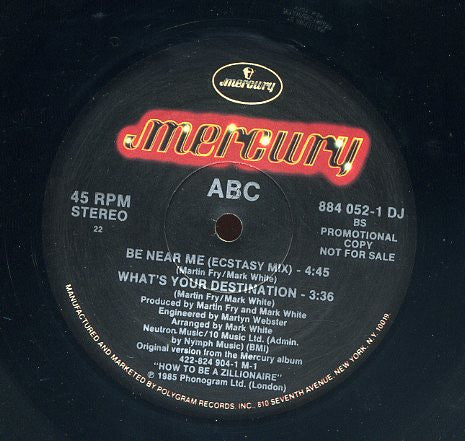 mercury
mercury
ABC
45 RPM
STEREO
22
884 052-1 DJ
BS
PROMOTIONAL
COPY
NOT FOR SALE
BE NEAR ME (ECSTASY MIX) - 4:45
(Martin Fry/Mark White)
WHAT'S YOUR DESTINATION - 3:36
(Martin Fry/Mark White)
Produced by Martin Fry and Mark White
Engineered by Martyn Webster
Arranged by Mark White
Neutron Music/10 Music Ltd. (Admin.
by Nymph Music) (BMI)
Original version from the Mercury album
422-824 904-1 M-1
"HOW TO BE A ZILLIONAIRE"
℗ 1985 Phonogram Ltd. (London)
MANUFACTURED AND MARKETED BY POLYGRAM RECORDS, INC., 810 SEVENTH AVENUE, NEW YORK, N.Y. 10019